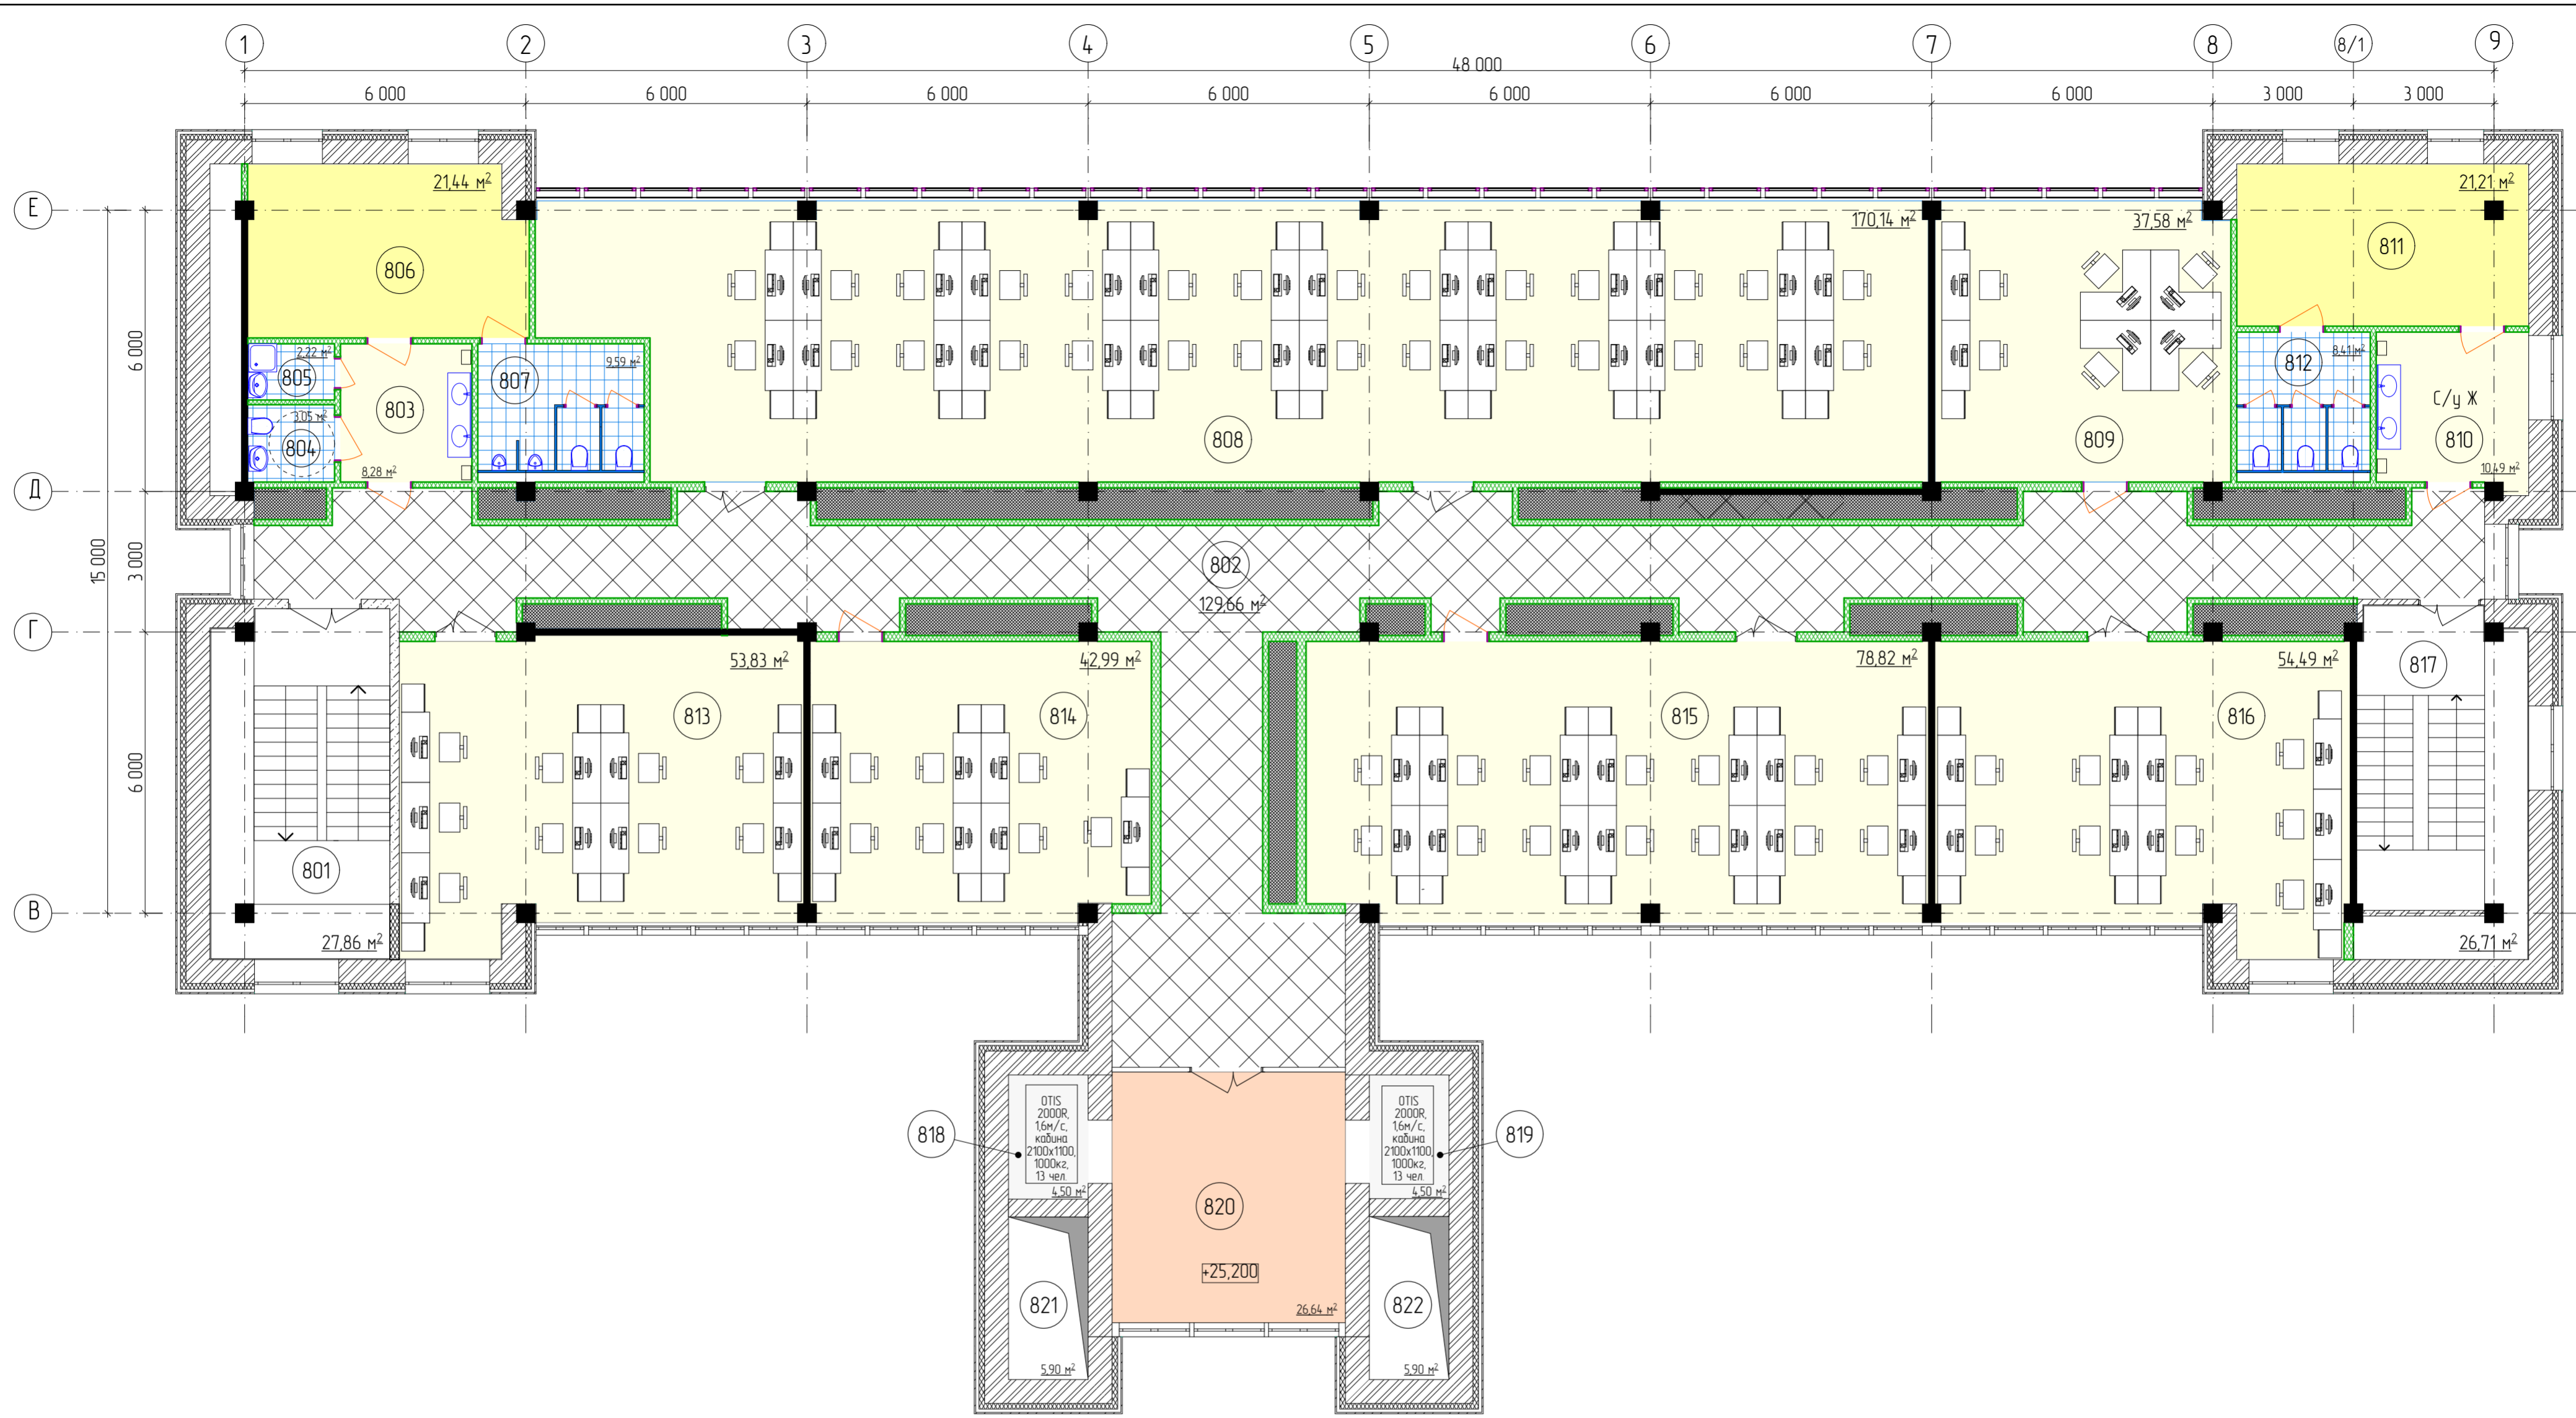 1 2 3 4 5 6 7 8 8/1 9
48 000
6 000 6 000 6 000 6 000 6 000 6 000 6 000 3 000 3 000
Е
Д
Г
В
15 000
6 000
3 000
6 000
21,44 м²
806
2,22 м²
805
3,05 м²
804
803
8,28 м²
807
9,59 м²
170,14 м²
808
37,58 м²
809
21,21 м²
811
812
8,41 м²
С/у Ж
810
10,49 м²
802
129,66 м²
801
27,86 м²
53,83 м²
813
42,99 м²
814
78,82 м²
815
54,49 м²
816
817
26,71 м²
818
OTIS
2000R,
1,6м/с,
кабина
2100х1100,
1000кг,
13 чел.
4,50 м²
819
OTIS
2000R,
1,6м/с,
кабина
2100х1100,
1000кг,
13 чел.
4,50 м²
820
+25,200
26,64 м²
821
5,90 м²
822
5,90 м²